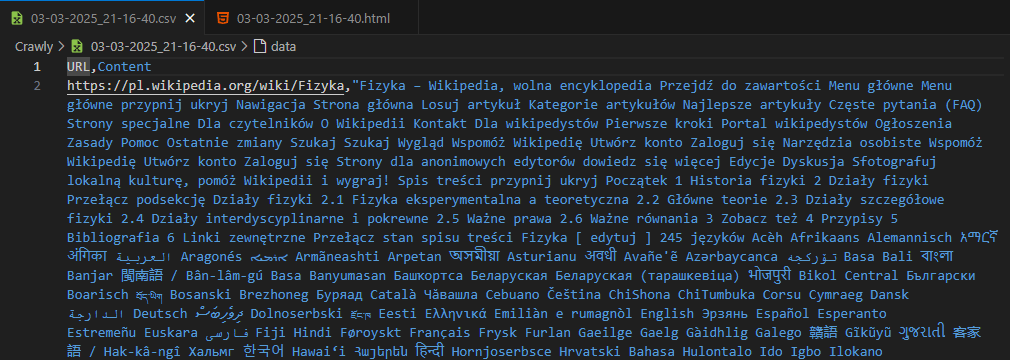 03-03-2025_21-16-40.csv 03-03-2025_21-16-40.html
Crawly > 03-03-2025_21-16-40.csv > data
1 URL,Content
2 https://pl.wikipedia.org/wiki/Fizyka,"Fizyka – Wikipedia, wolna encyklopedia Przejdź do zawartości Menu główne Menu
główne przypnij ukryj Nawigacja Strona główna Losuj artykuł Kategorie artykułów Najlepsze artykuły Częste pytania (FAQ)
Strony specjalne Dla czytelników O Wikipedii Kontakt Dla wikipedystów Pierwsze kroki Portal wikipedystów Ogłoszenia
Zasady Pomoc Ostatnie zmiany Szukaj Szukaj Wygląd Wspomóż Wikipedię Utwórz konto Zaloguj się Narzędzia osobiste Wspomóż
Wikipedię Utwórz konto Zaloguj się Strony dla anonimowych edytorów dowiedz się więcej Edycje Dyskusja Sfotografuj
lokalną kulturę, pomóż Wikipedii i wygraj! Spis treści przypnij ukryj Początek 1 Historia fizyki 2 Działy fizyki
Przełącz podsekcję Działy fizyki 2.1 Fizyka eksperymentalna a teoretyczna 2.2 Główne teorie 2.3 Działy szczegółowe
fizyki 2.4 Działy interdyscyplinarne i pokrewne 2.5 Ważne prawa 2.6 Ważne równania 3 Zobacz też 4 Przypisy 5
Bibliografia 6 Linki zewnętrzne Przełącz stan spisu treści Fizyka [ edytuj ] 245 języków Acèh Afrikaans Alemannisch አማርኛ
अंगिका العربية Aragonés ܐܪܡܝܐ Armãneashti Arpetan অসমীয়া Asturianu अवधी Avañe'ẽ Azərbaycanca تۆرکجه Basa Bali বাংলা
Banjar 閩南語 / Bân-lâm-gú Basa Banyumasan Башҡортса Беларуская Беларуская (тарашкевіца) भोजपुरी Bikol Central Български
Boarisch བོད་ཡིག Bosanski Brezhoneg Буряад Català Чӑвашла Cebuano Čeština ChiShona ChiTumbuka Corsu Cymraeg Dansk
الدارجة Deutsch ދިވެހިބަސް Dolnoserbski ཇོང་ཁ Eesti Ελληνικά Emiliàn e rumagnòl English Эрзянь Español Esperanto
Estremeñu Euskara فارسی Fiji Hindi Føroyskt Français Frysk Furlan Gaeilge Gaelg Gàidhlig Galego 贛語 Gĩkũyũ ગુજરાતી 客家
語 / Hak-kâ-ngî Хальмг 한국어 Hawaiʻi Հայերեն हिन्दी Hornjoserbsce Hrvatski Bahasa Hulontalo Ido Igbo Ilokano